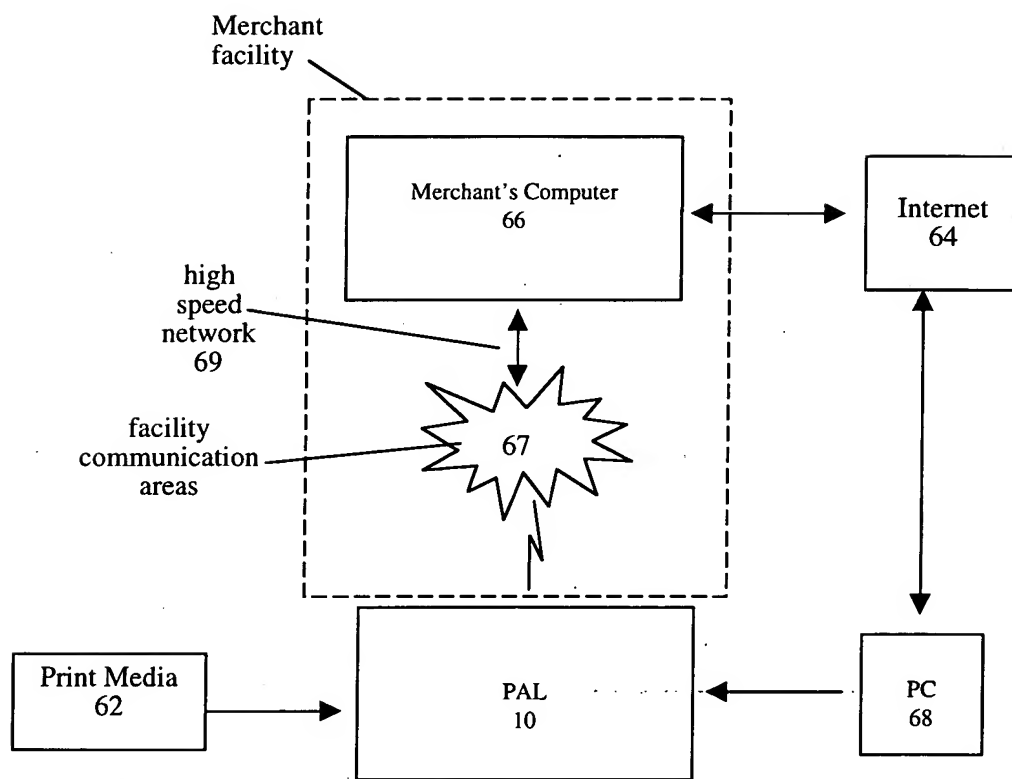 Merchant
facility
Merchant's Computer
66
Internet
64
high
speed
network
69
facility
communication
areas
67
Print Media
62
PAL
10
PC
68